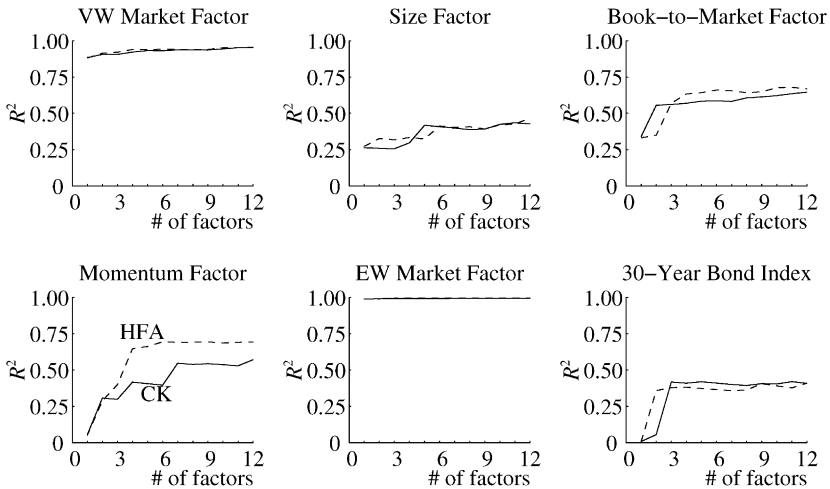 VW Market Factor
Size Factor
Book-to-Market Factor
R²
1.00
0.75
0.50
0.25
0
0 3 6 9 12
# of factors
R²
1.00
0.75
0.50
0.25
0
0 3 6 9 12
# of factors
R²
1.00
0.75
0.50
0.25
0
0 3 6 9 12
# of factors
Momentum Factor
EW Market Factor
30-Year Bond Index
R²
1.00
0.75
0.50
0.25
0
HFA
CK
0 3 6 9 12
# of factors
R²
1.00
0.75
0.50
0.25
0
0 3 6 9 12
# of factors
R²
1.00
0.75
0.50
0.25
0
0 3 6 9 12
# of factors